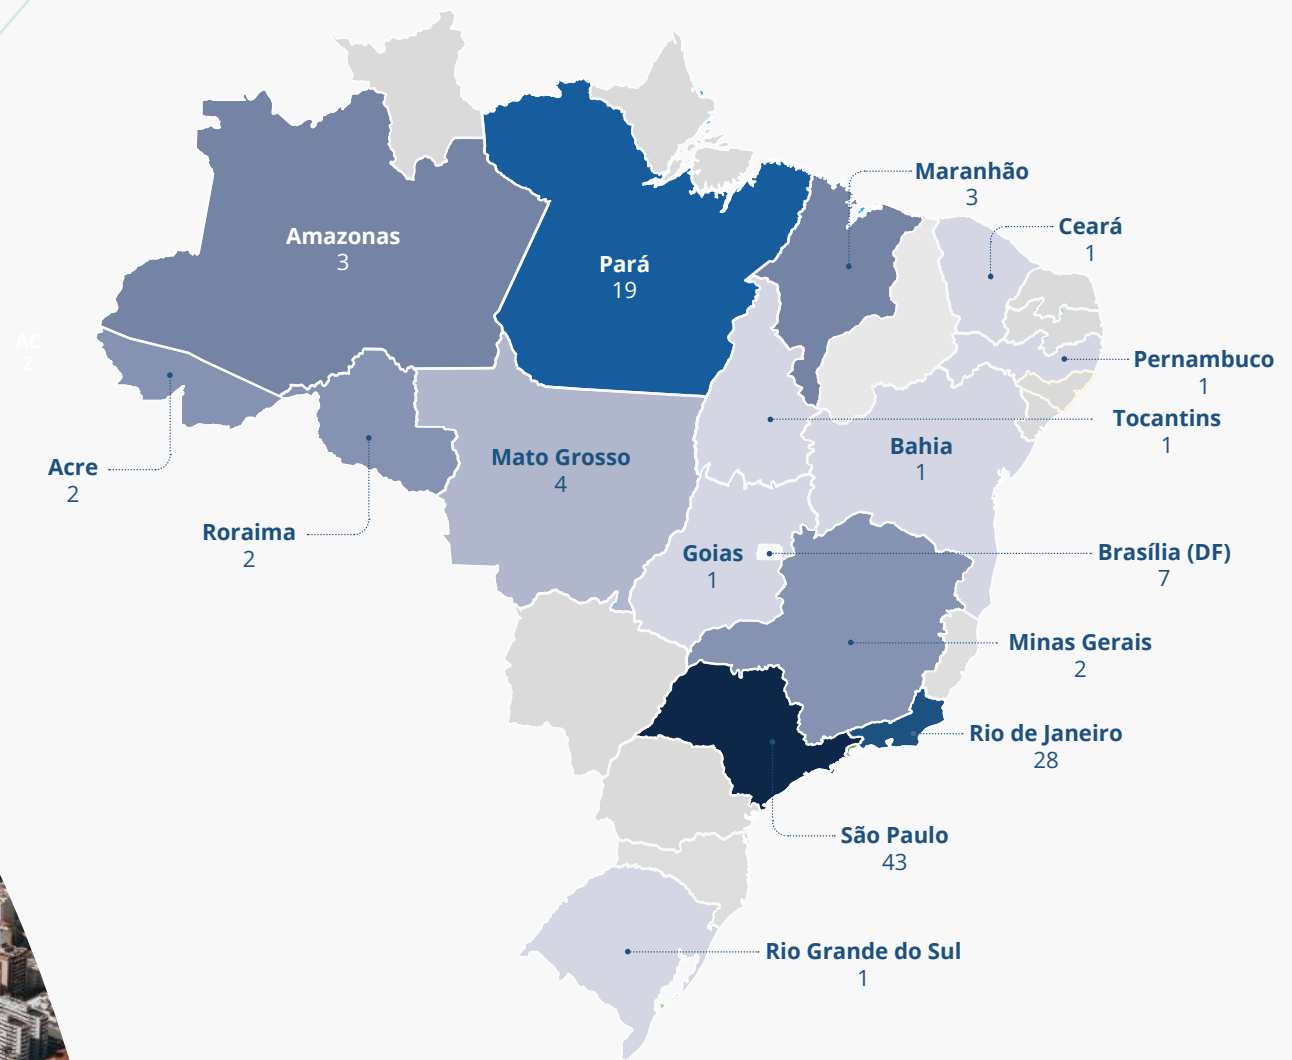 Maranhão
3
Ceará
1
Amazonas
3
Pará
19
AC
2
Pernambuco
1
Tocantins
1
Bahia
1
Mato Grosso
4
Acre
2
Roraima
2
Goias
1
Brasília (DF)
7
Minas Gerais
2
Rio de Janeiro
28
São Paulo
43
Rio Grande do Sul
1